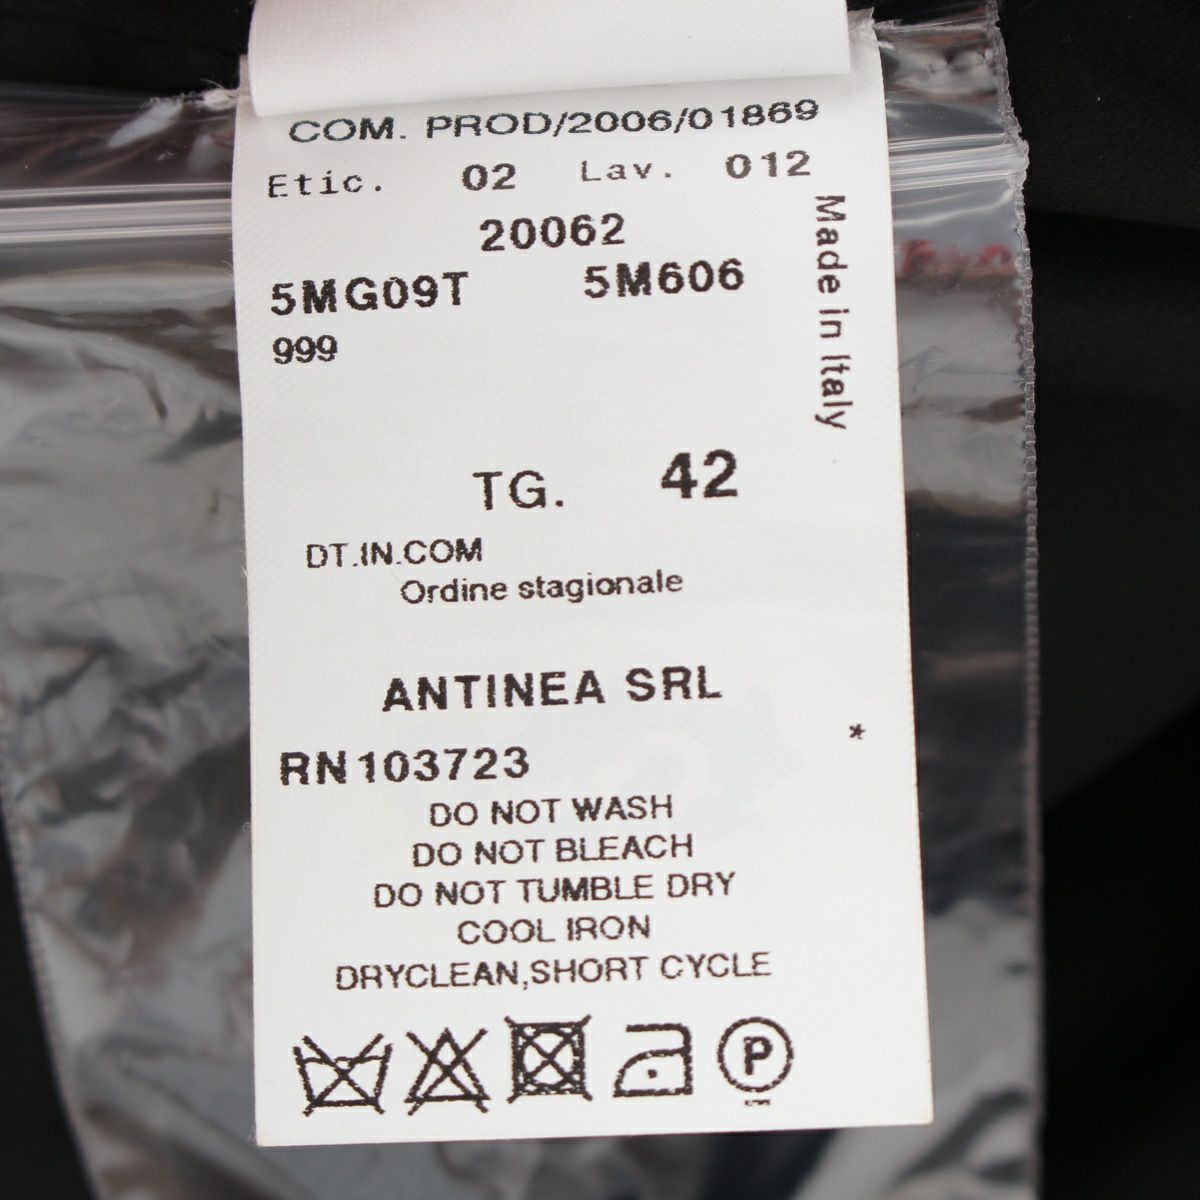 COM. PROD/2006/01869
Etic. 02 Lav. 012
20062
5MG09T 5M606
999
Made in Italy
TG. 42
DT.IN.COM
Ordine stagionale
ANTINEA SRL
*
RN103723
DO NOT WASH
DO NOT BLEACH
DO NOT TUMBLE DRY
COOL IRON
DRYCLEAN,SHORT CYCLE
P